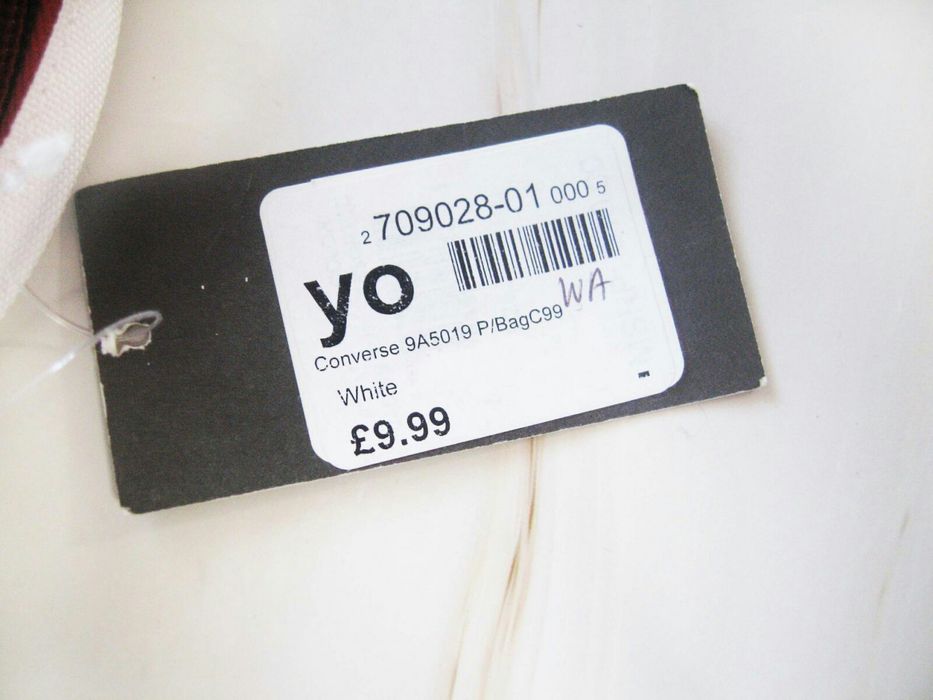 2 709028-01 000 5
yo
WA
Converse 9A5019 P/BagC99
White
£9.99